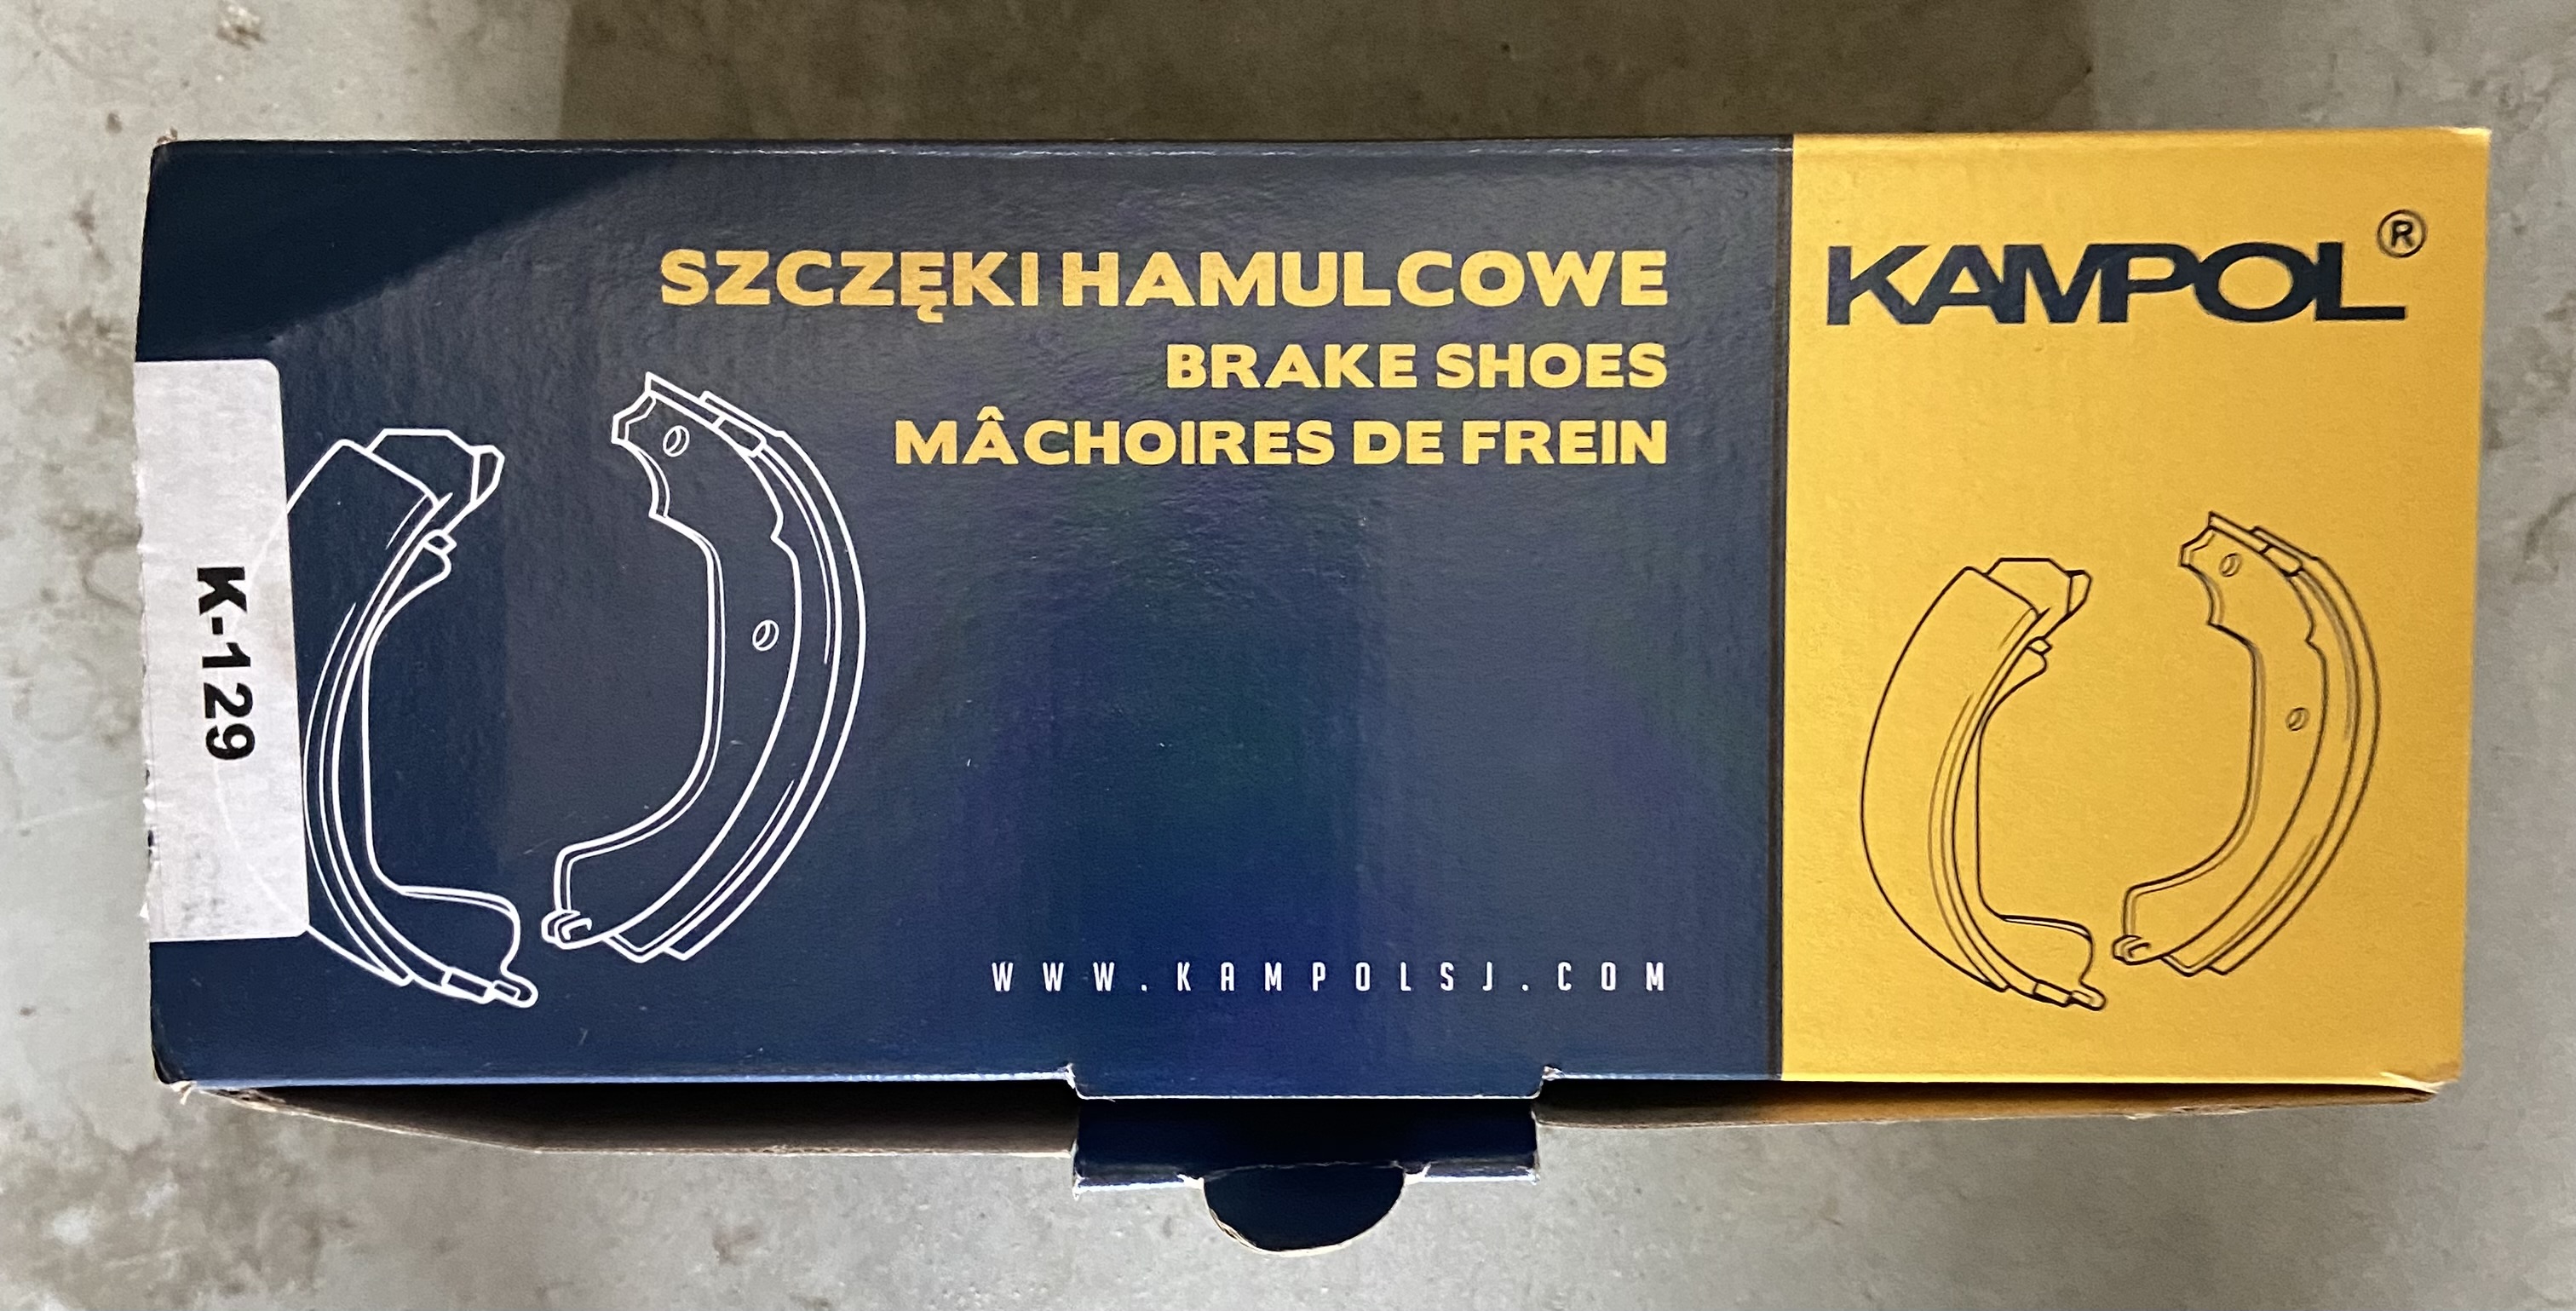 SZCZĘKI HAMULCOWE
BRAKE SHOES
MÂCHOIRES DE FREIN
WWW.KAMPOLSJ.COM
KAMPOL®
K-129